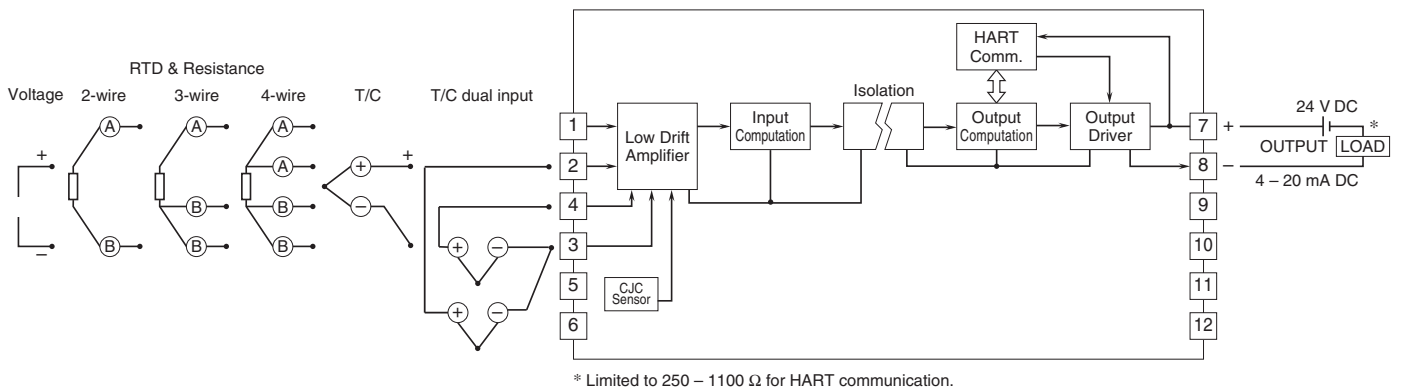 RTD & Resistance
Voltage 2-wire 3-wire 4-wire T/C T/C dual input
+
−
A
B
A
B
B
A
A
B
B
+
−
+
+
−
+
−
1
2
4
3
5
6
Low Drift
Amplifier
CJC
Sensor
Input
Computation
Isolation
HART
Comm.
Output
Computation
Output
Driver
7
8
9
10
11
12
+
−
24 V DC
OUTPUT
*
LOAD
4 – 20 mA DC
* Limited to 250 – 1100 Ω for HART communication.